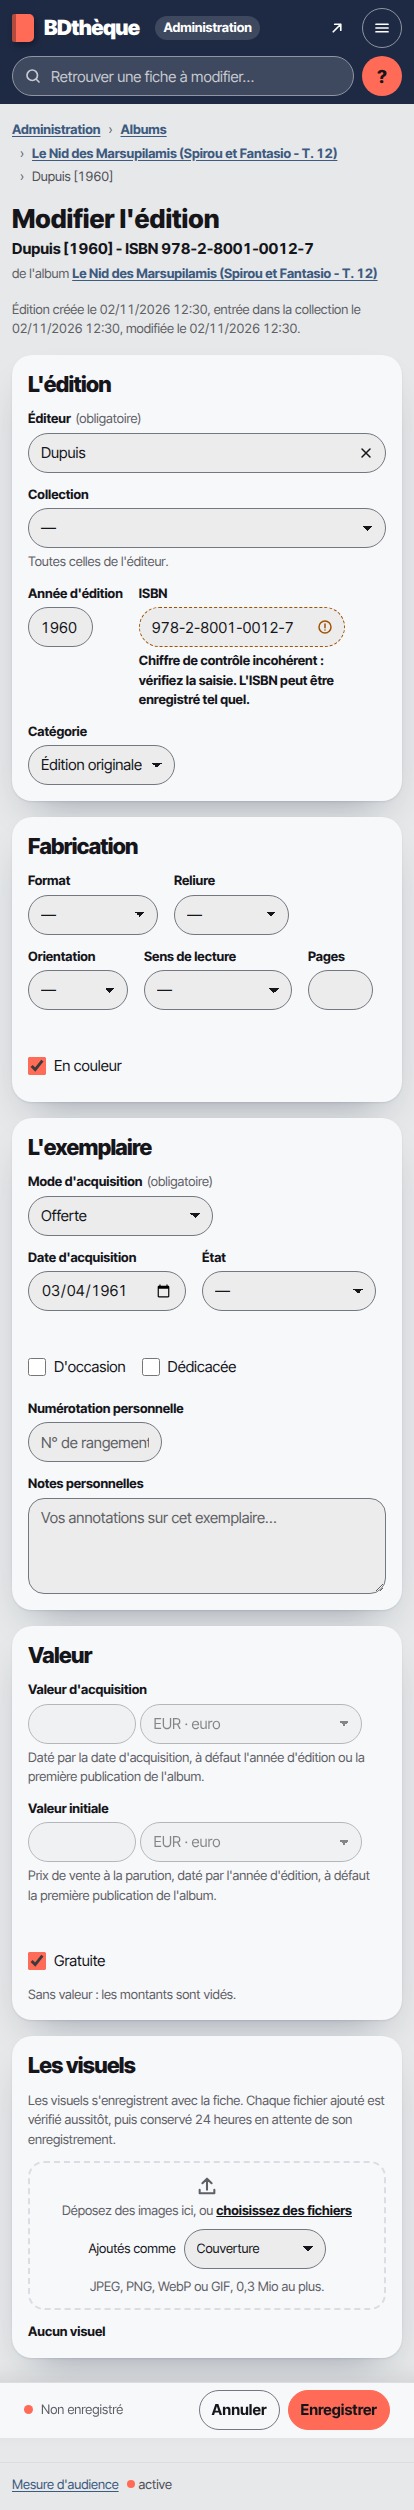 BDthèque Administration
Retrouver une fiche à modifier... ?
Administration › Albums
› Le Nid des Marsupilamis (Spirou et Fantasio - T. 12)
› Dupuis [1960]
Modifier l'édition
Dupuis [1960] - ISBN 978-2-8001-0012-7
de l'album Le Nid des Marsupilamis (Spirou et Fantasio - T. 12)
Édition créée le 02/11/2026 12:30, entrée dans la collection le
02/11/2026 12:30, modifiée le 02/11/2026 12:30.
L'édition
Éditeur (obligatoire)
Dupuis
Collection
—
Toutes celles de l'éditeur.
Année d'édition ISBN
1960 978-2-8001-0012-7
Chiffre de contrôle incohérent :
vérifiez la saisie. L'ISBN peut être
enregistré tel quel.
Catégorie
Édition originale
Fabrication
Format Reliure
— —
Orientation Sens de lecture Pages
— —
En couleur
L'exemplaire
Mode d'acquisition (obligatoire)
Offerte
Date d'acquisition État
03/04/1961 —
D'occasion Dédicacée
Numérotation personnelle
N° de rangement
Notes personnelles
Vos annotations sur cet exemplaire...
Valeur
Valeur d'acquisition
EUR · euro
Daté par la date d'acquisition, à défaut l'année d'édition ou la
première publication de l'album.
Valeur initiale
EUR · euro
Prix de vente à la parution, daté par l'année d'édition, à défaut
la première publication de l'album.
Gratuite
Sans valeur : les montants sont vidés.
Les visuels
Les visuels s'enregistrent avec la fiche. Chaque fichier ajouté est
vérifié aussitôt, puis conservé 24 heures en attente de son
enregistrement.
Déposez des images ici, ou choisissez des fichiers
Ajoutés comme Couverture
JPEG, PNG, WebP ou GIF, 0,3 Mio au plus.
Aucun visuel
Non enregistré Annuler Enregistrer
Mesure d'audience active